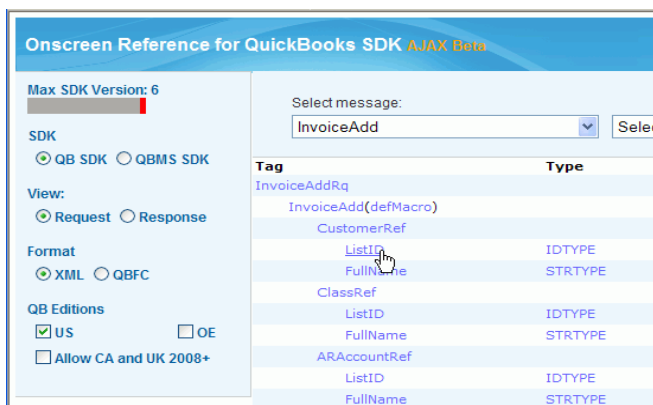 Onscreen Reference for QuickBooks SDK AJAX Beta
Max SDK Version: 6
SDK
QB SDK QBMS SDK
View:
Request Response
Format
XML QBFC
QB Editions
US OE
Allow CA and UK 2008+
Select message:
InvoiceAdd Sele
Tag Type
InvoiceAddRq
InvoiceAdd(defMacro)
CustomerRef
ListID IDTYPE
FullName STRTYPE
ClassRef
ListID IDTYPE
FullName STRTYPE
ARAccountRef
ListID IDTYPE
FullName STRTYPE